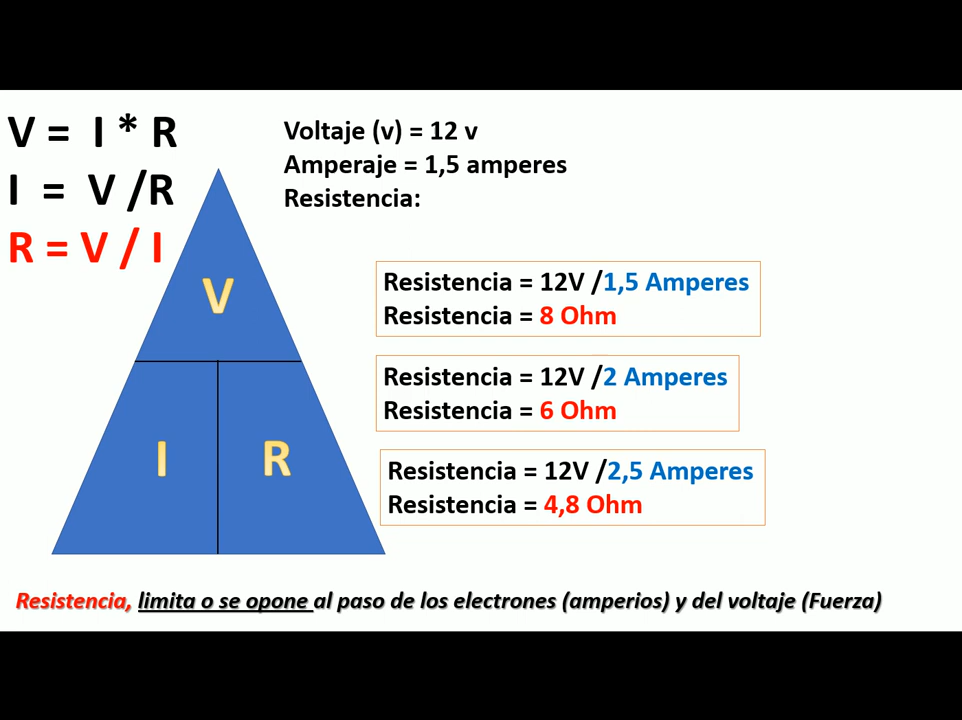 V = I * R
I = V /R
R = V / I
Voltaje (v) = 12 v
Amperaje = 1,5 amperes
Resistencia:
V
I
R
Resistencia = 12V /1,5 Amperes
Resistencia = 8 Ohm
Resistencia = 12V /2 Amperes
Resistencia = 6 Ohm
Resistencia = 12V /2,5 Amperes
Resistencia = 4,8 Ohm
Resistencia, limita o se opone al paso de los electrones (amperios) y del voltaje (Fuerza)